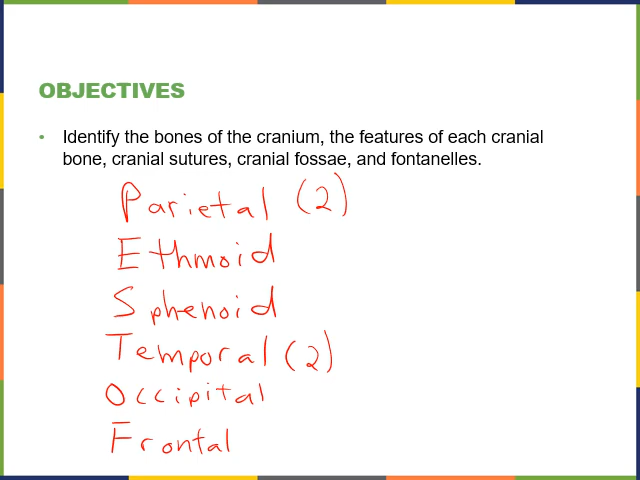 OBJECTIVES
• Identify the bones of the cranium, the features of each cranial
bone, cranial sutures, cranial fossae, and fontanelles.
Parietal (2)
Ethmoid
Sphenoid
Temporal (2)
Occipital
Frontal